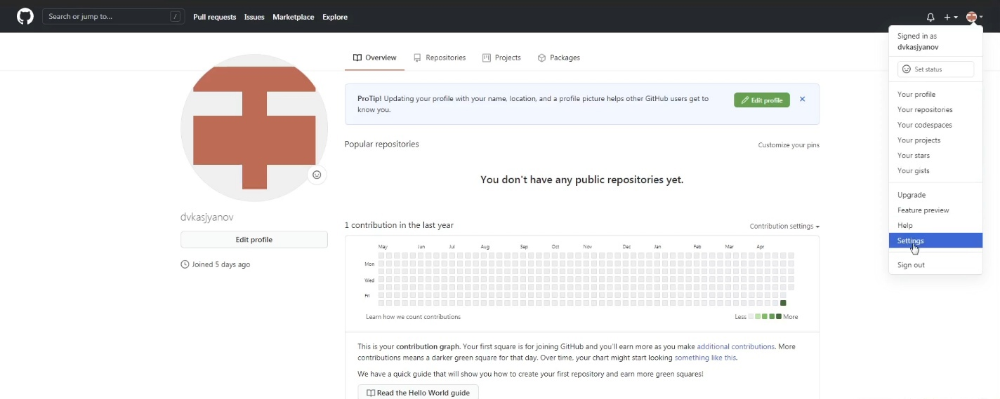 Search or jump to... /
Pull requests
Issues
Marketplace
Explore
Signed in as
dvkasjyanov
Set status
Your profile
Your repositories
Your codespaces
Your projects
Your stars
Your gists
Upgrade
Feature preview
Help
Settings
Sign out
Overview
Repositories
Projects
Packages
ProTip! Updating your profile with your name, location, and a profile picture helps other GitHub users get to
know you.
Edit profile
Popular repositories
Customize your pins
You don't have any public repositories yet.
dvkasjyanov
Edit profile
Joined 5 days ago
1 contribution in the last year
Contribution settings
May Jun Jul Aug Sep Oct Nov Dec Jan Feb Mar Apr
Mon
Wed
Fri
Learn how we count contributions
Less More
This is your contribution graph. Your first square is for joining GitHub and you'll earn more as you make additional contributions. More
contributions means a darker green square for that day. Over time, your chart might start looking something like this.
We have a quick guide that will show you how to create your first repository and earn more green squares!
Read the Hello World guide